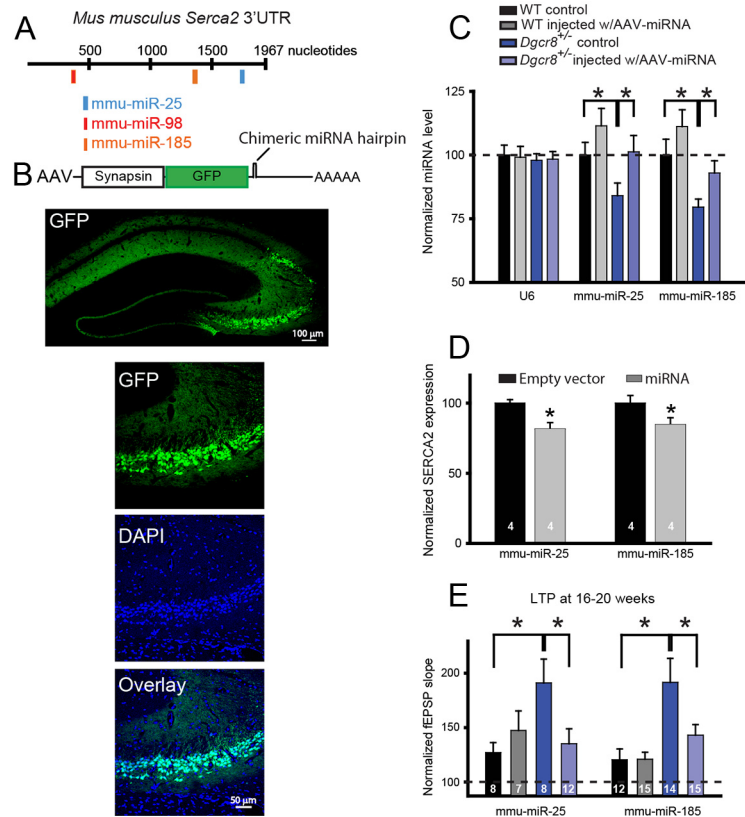 A
Mus musculus Serca2 3'UTR
500 1000 1500 1967 nucleotides
mmu-miR-25
mmu-miR-98
mmu-miR-185
Chimeric miRNA hairpin
B
AAV Synapsin GFP AAAAA
GFP
100 µm
GFP
DAPI
Overlay
50 µm
C
WT control
WT injected w/AAV-miRNA
Dgcr8+/- control
Dgcr8+/- injected w/AAV-miRNA
* * * *
Normalized miRNA level
125
100
75
50
U6 mmu-miR-25 mmu-miR-185
D
Empty vector miRNA
Normalized SERCA2 expression
100
50
0
* *
4 4 4 4
mmu-miR-25 mmu-miR-185
E
LTP at 16-20 weeks
* * * *
Normalized fEPSP slope
200
150
100
8 7 8 12 12 15 14 15
mmu-miR-25 mmu-miR-185